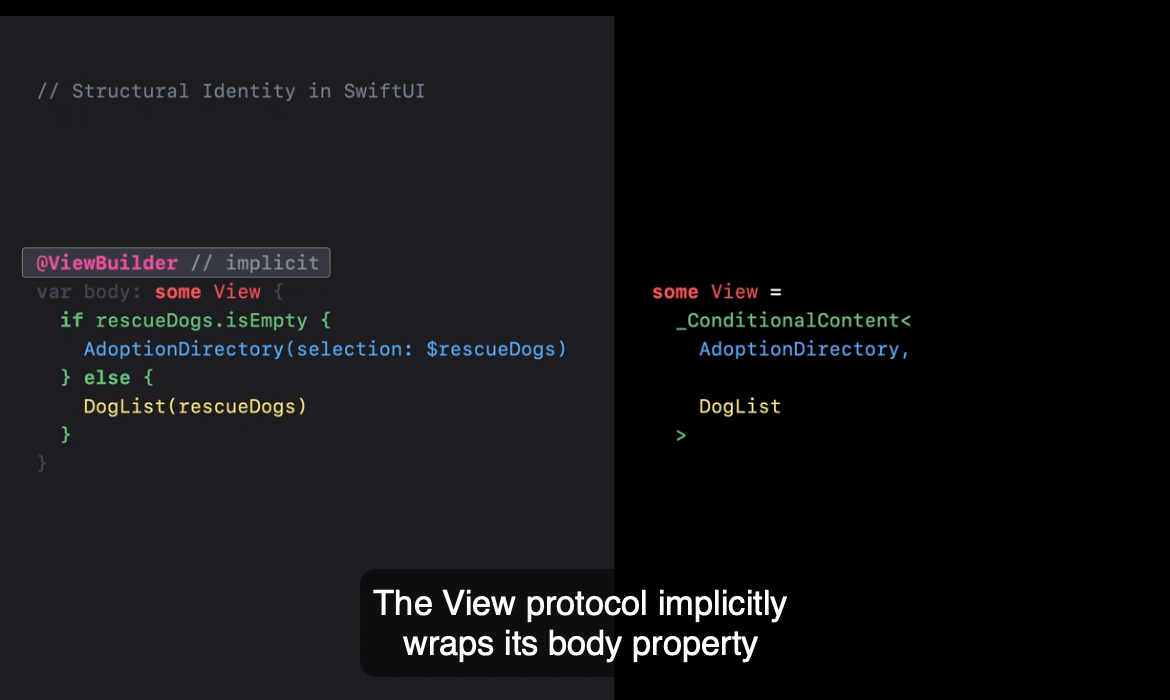 // Structural Identity in SwiftUI
@ViewBuilder // implicit
var body: some View {
if rescueDogs.isEmpty {
AdoptionDirectory(selection: $rescueDogs)
} else {
DogList(rescueDogs)
}
}
some View =
_ConditionalContent<
AdoptionDirectory,
DogList
>
The View protocol implicitly
wraps its body property